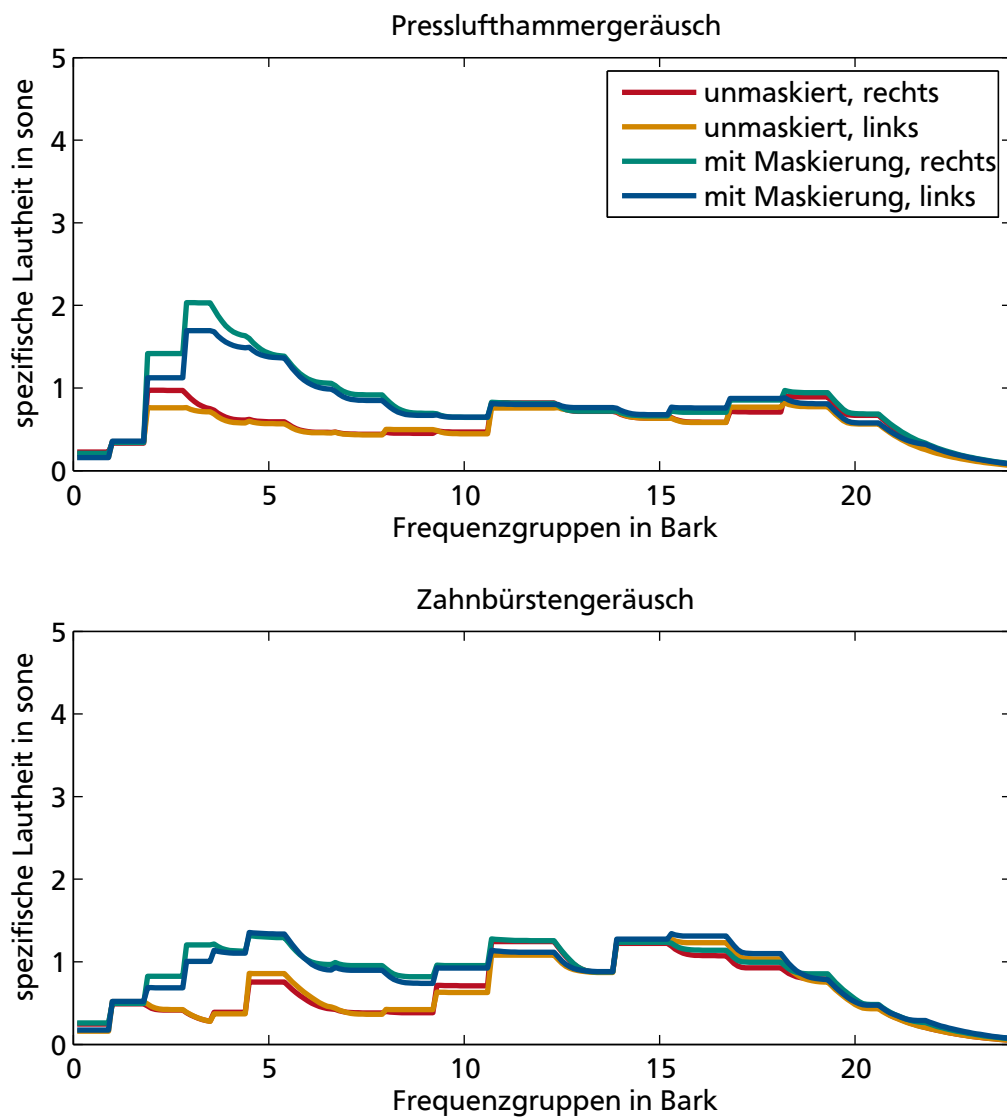 Presslufthammergeräusch
5
4
3
2
1
0
spezifische Lautheit in sone
unmaskiert, rechts
unmaskiert, links
mit Maskierung, rechts
mit Maskierung, links
0 5 10 15 20
Frequenzgruppen in Bark
Zahnbürstengeräusch
5
4
3
2
1
0
spezifische Lautheit in sone
0 5 10 15 20
Frequenzgruppen in Bark